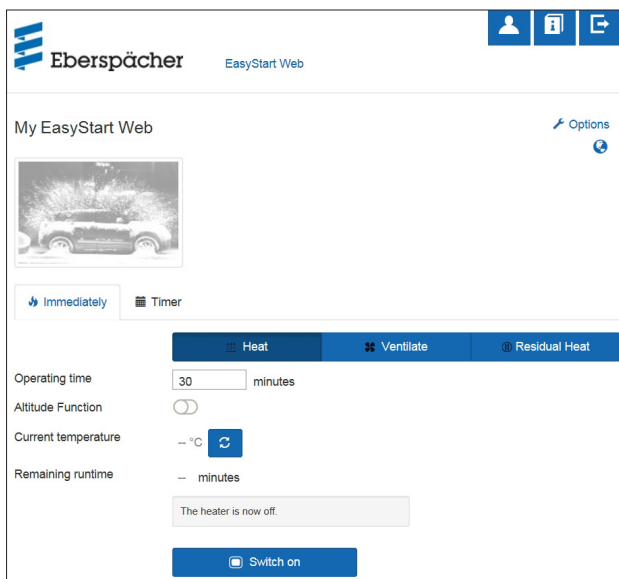 Eberspächer
EasyStart Web
My EasyStart Web
Options
Immediately
Timer
Heat
Ventilate
Residual Heat
Operating time
30 minutes
Altitude Function
Current temperature
-- °C
Remaining runtime
-- minutes
The heater is now off.
Switch on